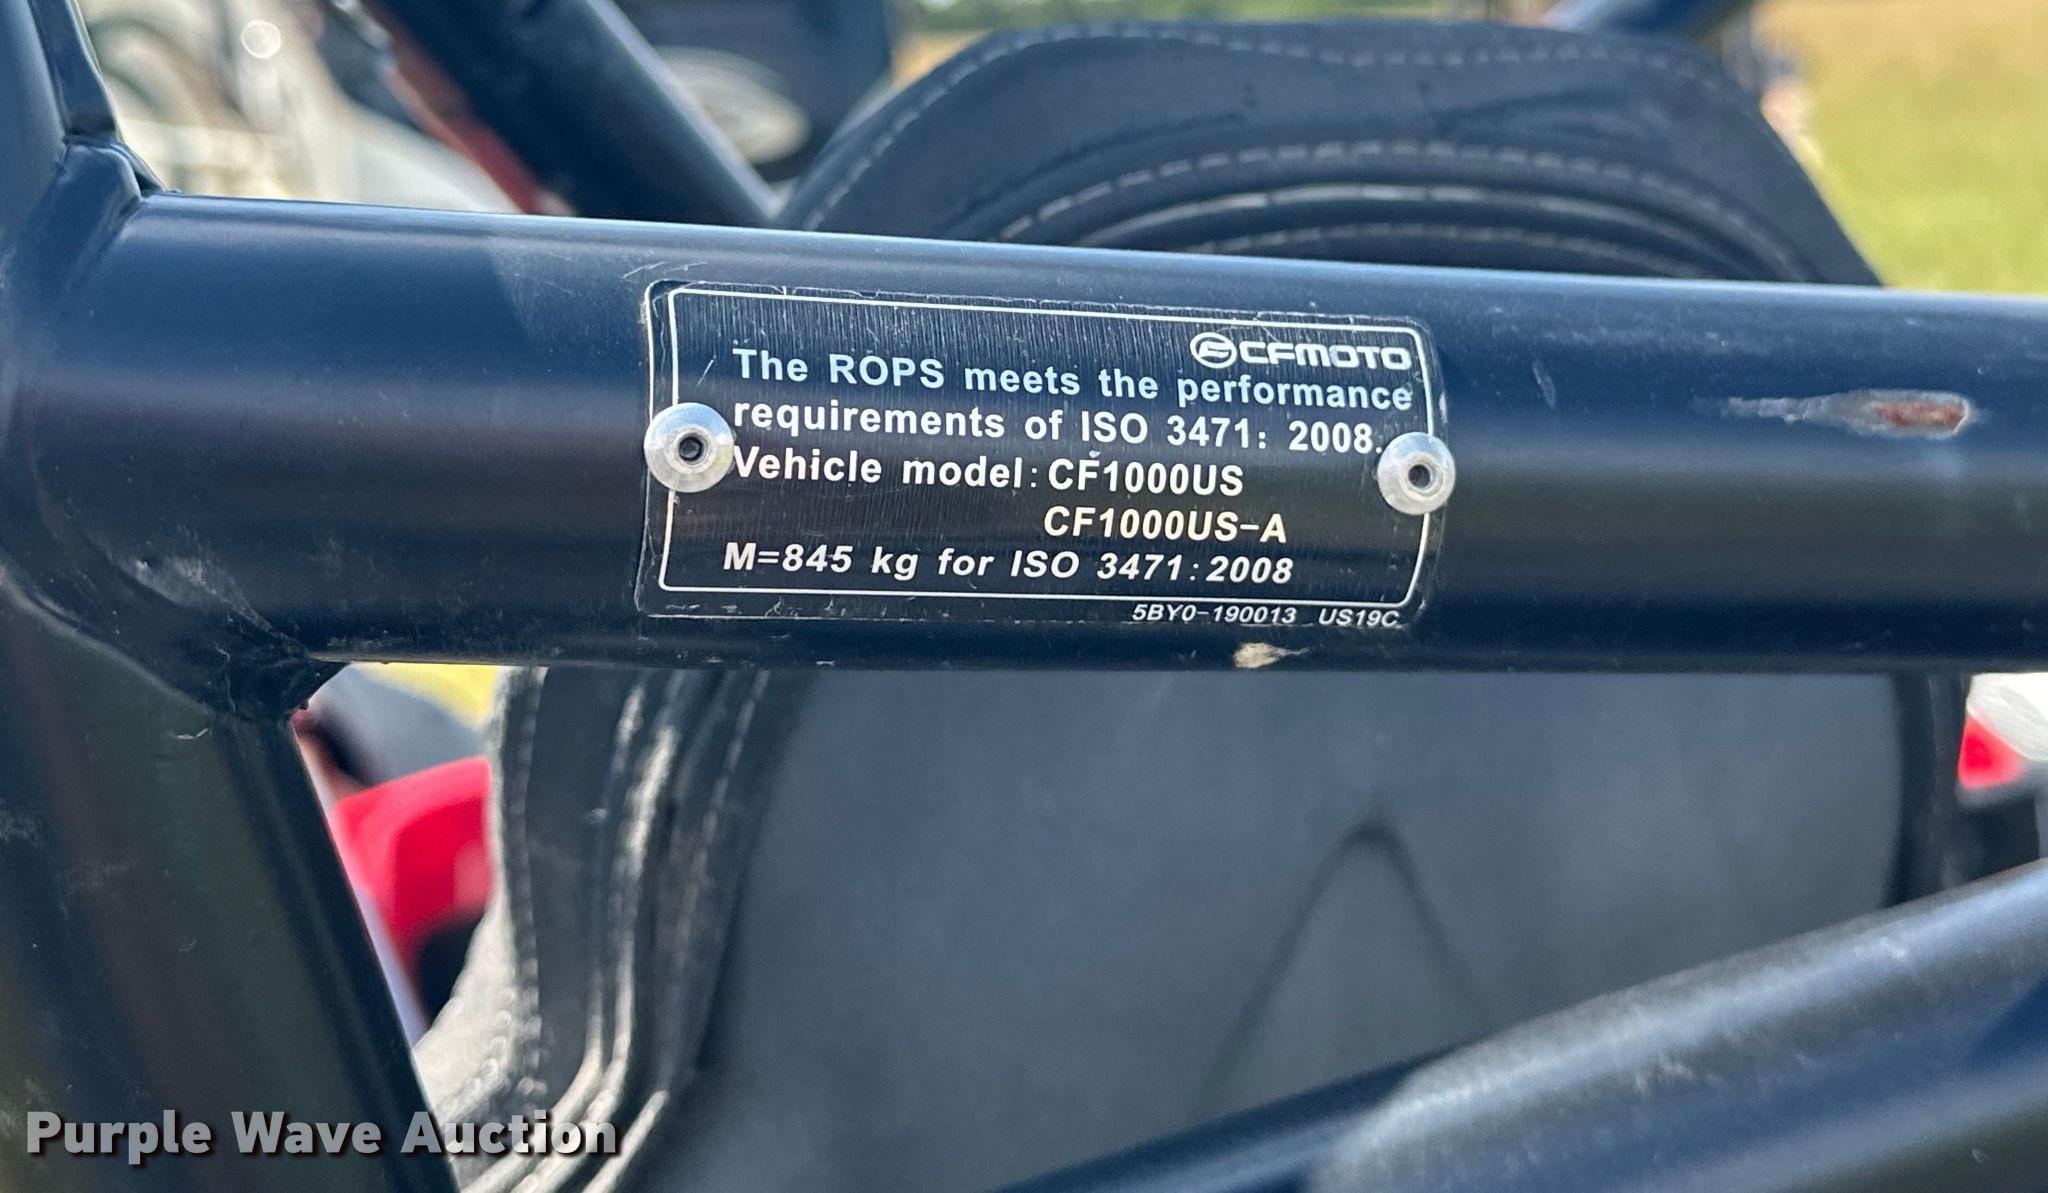 CFMOTO
The ROPS meets the performance
requirements of ISO 3471: 2008.
Vehicle model: CF1000US
CF1000US-A
M=845 kg for ISO 3471:2008
5BY0-190013 US19C
Purple Wave Auction